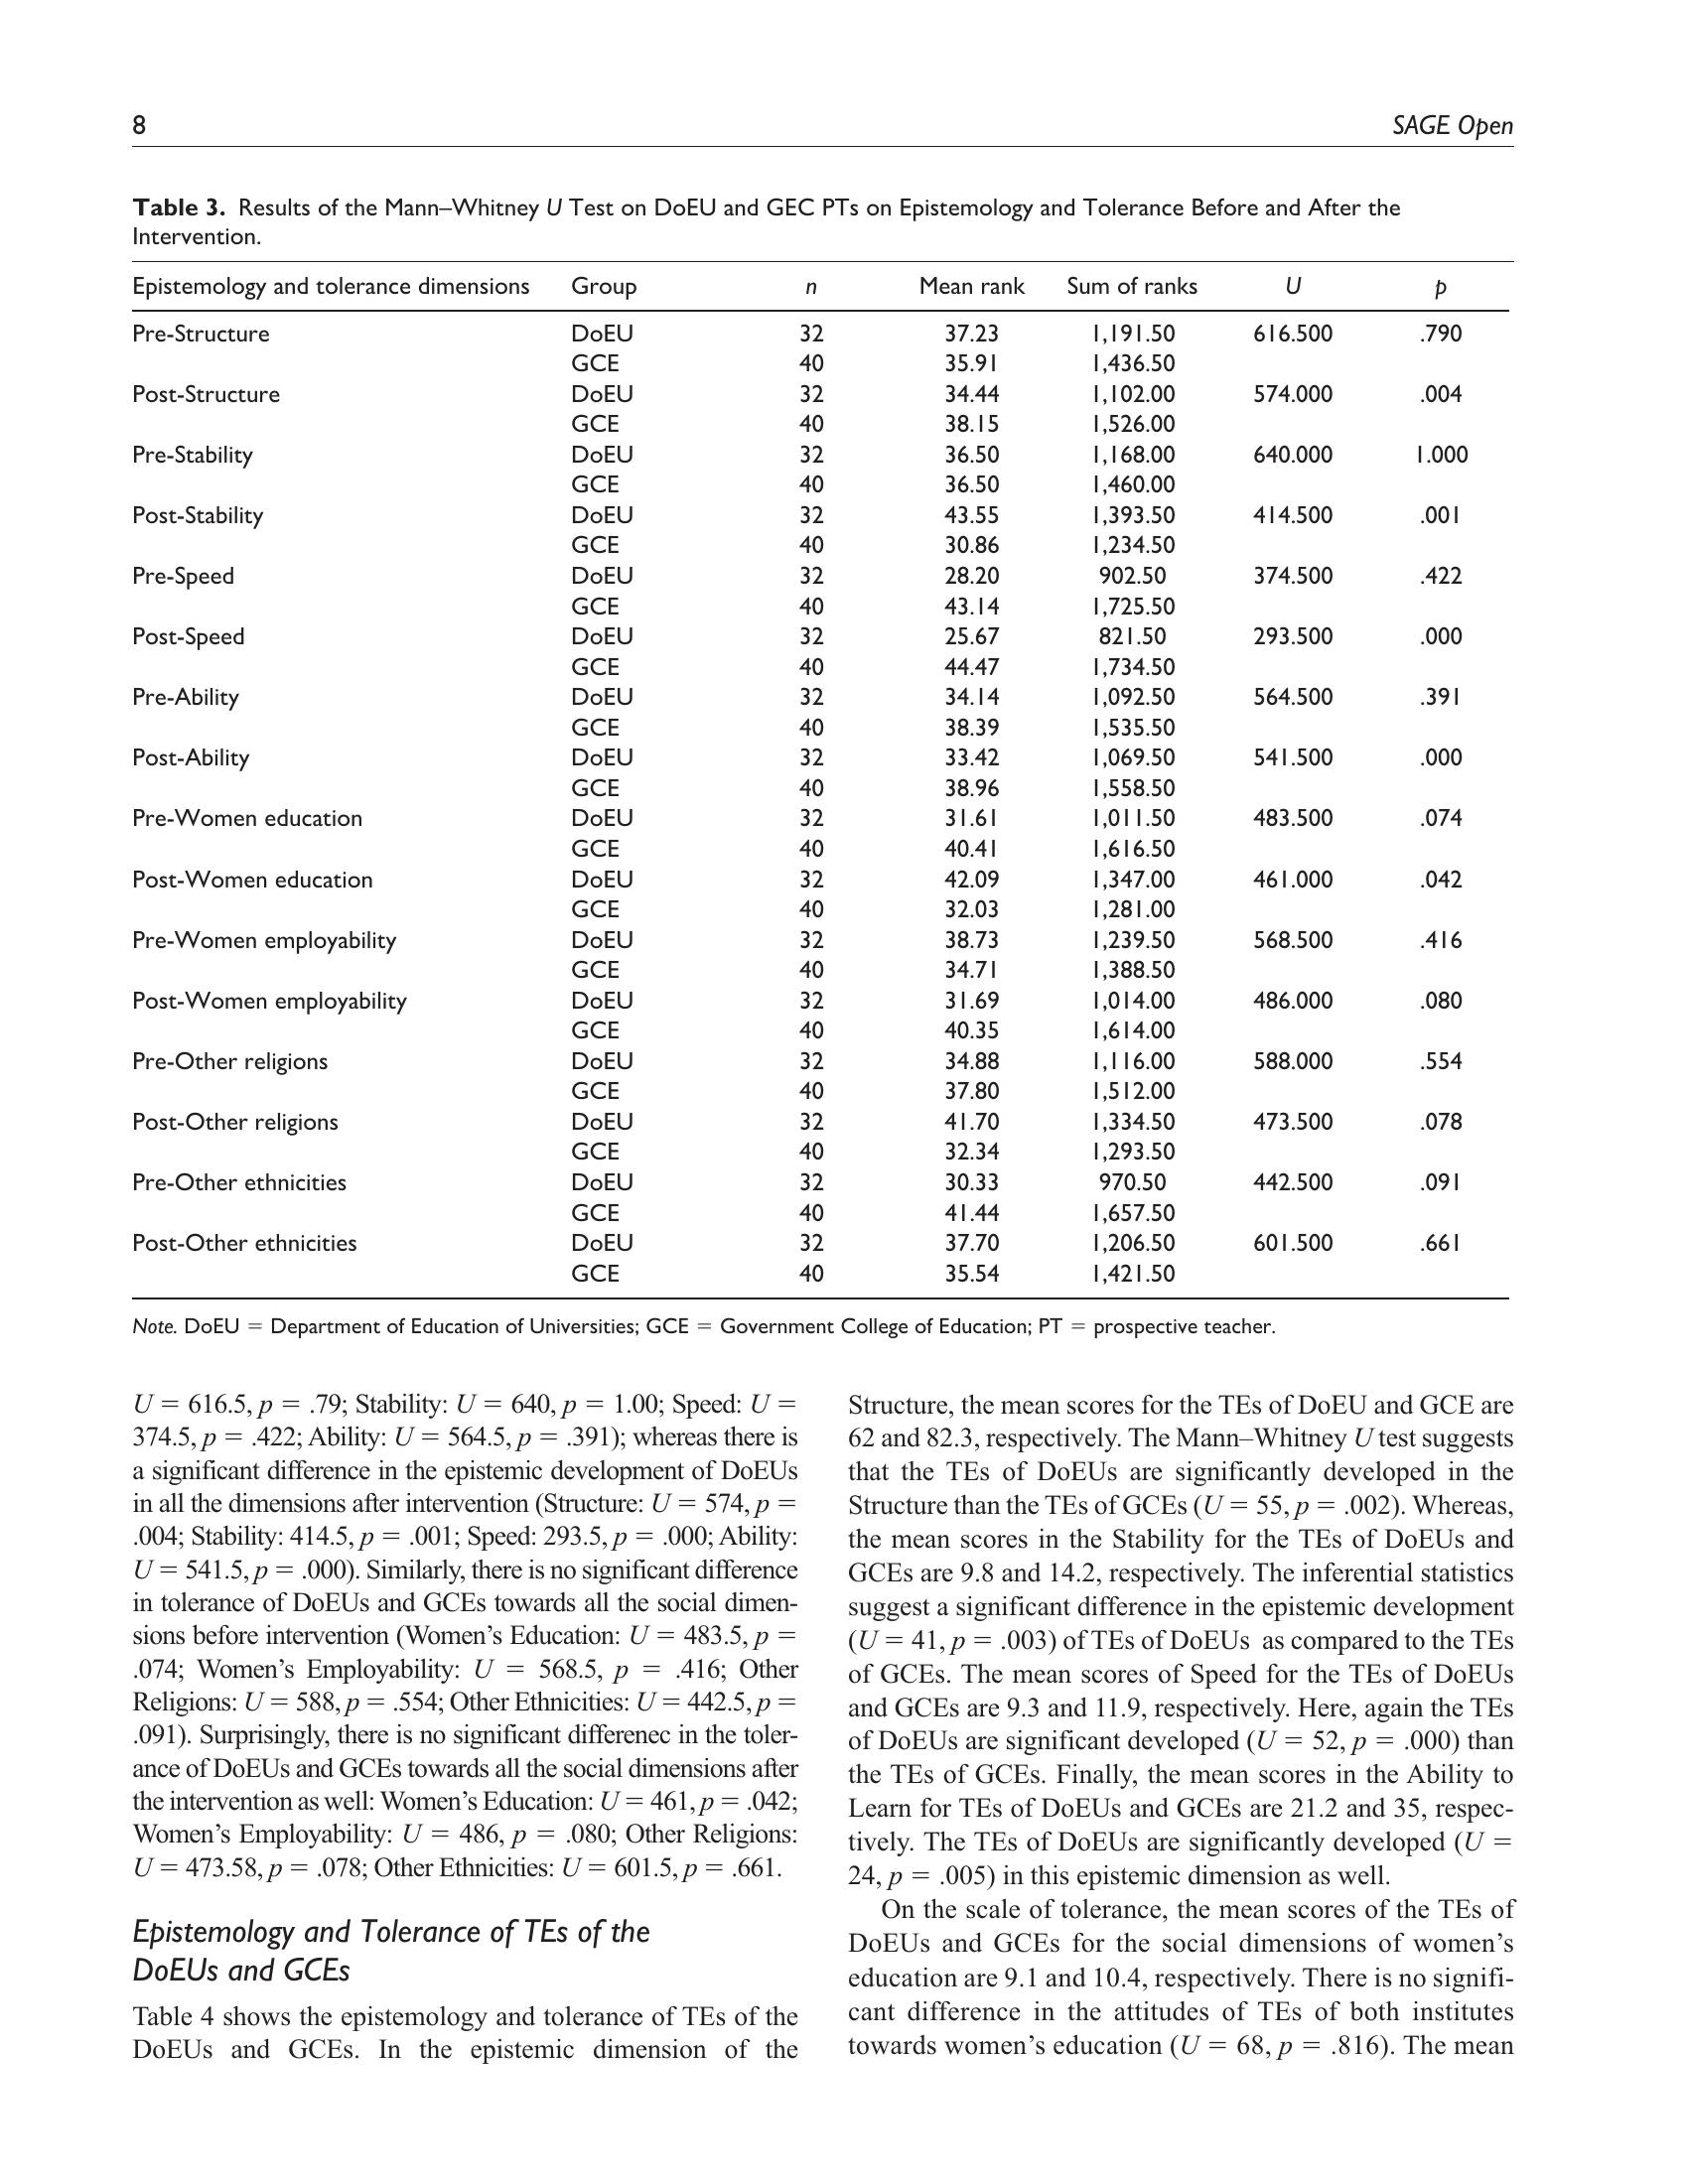 8
SAGE Open
Table 3. Results of the Mann–Whitney U Test on DoEU and GEC PTs on Epistemology and Tolerance Before and After the
Intervention.
Epistemology and tolerance dimensions Group n Mean rank Sum of ranks U p
Pre-Structure DoEU 32 37.23 1,191.50 616.500 .790
GCE 40 35.91 1,436.50
Post-Structure DoEU 32 34.44 1,102.00 574.000 .004
GCE 40 38.15 1,526.00
Pre-Stability DoEU 32 36.50 1,168.00 640.000 1.000
GCE 40 36.50 1,460.00
Post-Stability DoEU 32 43.55 1,393.50 414.500 .001
GCE 40 30.86 1,234.50
Pre-Speed DoEU 32 28.20 902.50 374.500 .422
GCE 40 43.14 1,725.50
Post-Speed DoEU 32 25.67 821.50 293.500 .000
GCE 40 44.47 1,734.50
Pre-Ability DoEU 32 34.14 1,092.50 564.500 .391
GCE 40 38.39 1,535.50
Post-Ability DoEU 32 33.42 1,069.50 541.500 .000
GCE 40 38.96 1,558.50
Pre-Women education DoEU 32 31.61 1,011.50 483.500 .074
GCE 40 40.41 1,616.50
Post-Women education DoEU 32 42.09 1,347.00 461.000 .042
GCE 40 32.03 1,281.00
Pre-Women employability DoEU 32 38.73 1,239.50 568.500 .416
GCE 40 34.71 1,388.50
Post-Women employability DoEU 32 31.69 1,014.00 486.000 .080
GCE 40 40.35 1,614.00
Pre-Other religions DoEU 32 34.88 1,116.00 588.000 .554
GCE 40 37.80 1,512.00
Post-Other religions DoEU 32 41.70 1,334.50 473.500 .078
GCE 40 32.34 1,293.50
Pre-Other ethnicities DoEU 32 30.33 970.50 442.500 .091
GCE 40 41.44 1,657.50
Post-Other ethnicities DoEU 32 37.70 1,206.50 601.500 .661
GCE 40 35.54 1,421.50
Note. DoEU = Department of Education of Universities; GCE = Government College of Education; PT = prospective teacher.
U = 616.5, p = .79; Stability: U = 640, p = 1.00; Speed: U =
374.5, p = .422; Ability: U = 564.5, p = .391); whereas there is
a significant difference in the epistemic development of DoEUs
in all the dimensions after intervention (Structure: U = 574, p =
.004; Stability: 414.5, p = .001; Speed: 293.5, p = .000; Ability:
U = 541.5, p = .000). Similarly, there is no significant difference
in tolerance of DoEUs and GCEs towards all the social dimen-
sions before intervention (Women's Education: U = 483.5, p =
.074; Women's Employability: U = 568.5, p = .416; Other
Religions: U = 588, p = .554; Other Ethnicities: U = 442.5, p =
.091). Surprisingly, there is no significant differenec in the toler-
ance of DoEUs and GCEs towards all the social dimensions after
the intervention as well: Women's Education: U = 461, p = .042;
Women's Employability: U = 486, p = .080; Other Religions:
U = 473.58, p = .078; Other Ethnicities: U = 601.5, p = .661.
Epistemology and Tolerance of TEs of the
DoEUs and GCEs
Table 4 shows the epistemology and tolerance of TEs of the
DoEUs and GCEs. In the epistemic dimension of the
Structure, the mean scores for the TEs of DoEU and GCE are
62 and 82.3, respectively. The Mann–Whitney U test suggests
that the TEs of DoEUs are significantly developed in the
Structure than the TEs of GCEs (U = 55, p = .002). Whereas,
the mean scores in the Stability for the TEs of DoEUs and
GCEs are 9.8 and 14.2, respectively. The inferential statistics
suggest a significant difference in the epistemic development
(U = 41, p = .003) of TEs of DoEUs as compared to the TEs
of GCEs. The mean scores of Speed for the TEs of DoEUs
and GCEs are 9.3 and 11.9, respectively. Here, again the TEs
of DoEUs are significant developed (U = 52, p = .000) than
the TEs of GCEs. Finally, the mean scores in the Ability to
Learn for TEs of DoEUs and GCEs are 21.2 and 35, respec-
tively. The TEs of DoEUs are significantly developed (U =
24, p = .005) in this epistemic dimension as well.
On the scale of tolerance, the mean scores of the TEs of
DoEUs and GCEs for the social dimensions of women's
education are 9.1 and 10.4, respectively. There is no signifi-
cant difference in the attitudes of TEs of both institutes
towards women's education (U = 68, p = .816). The mean